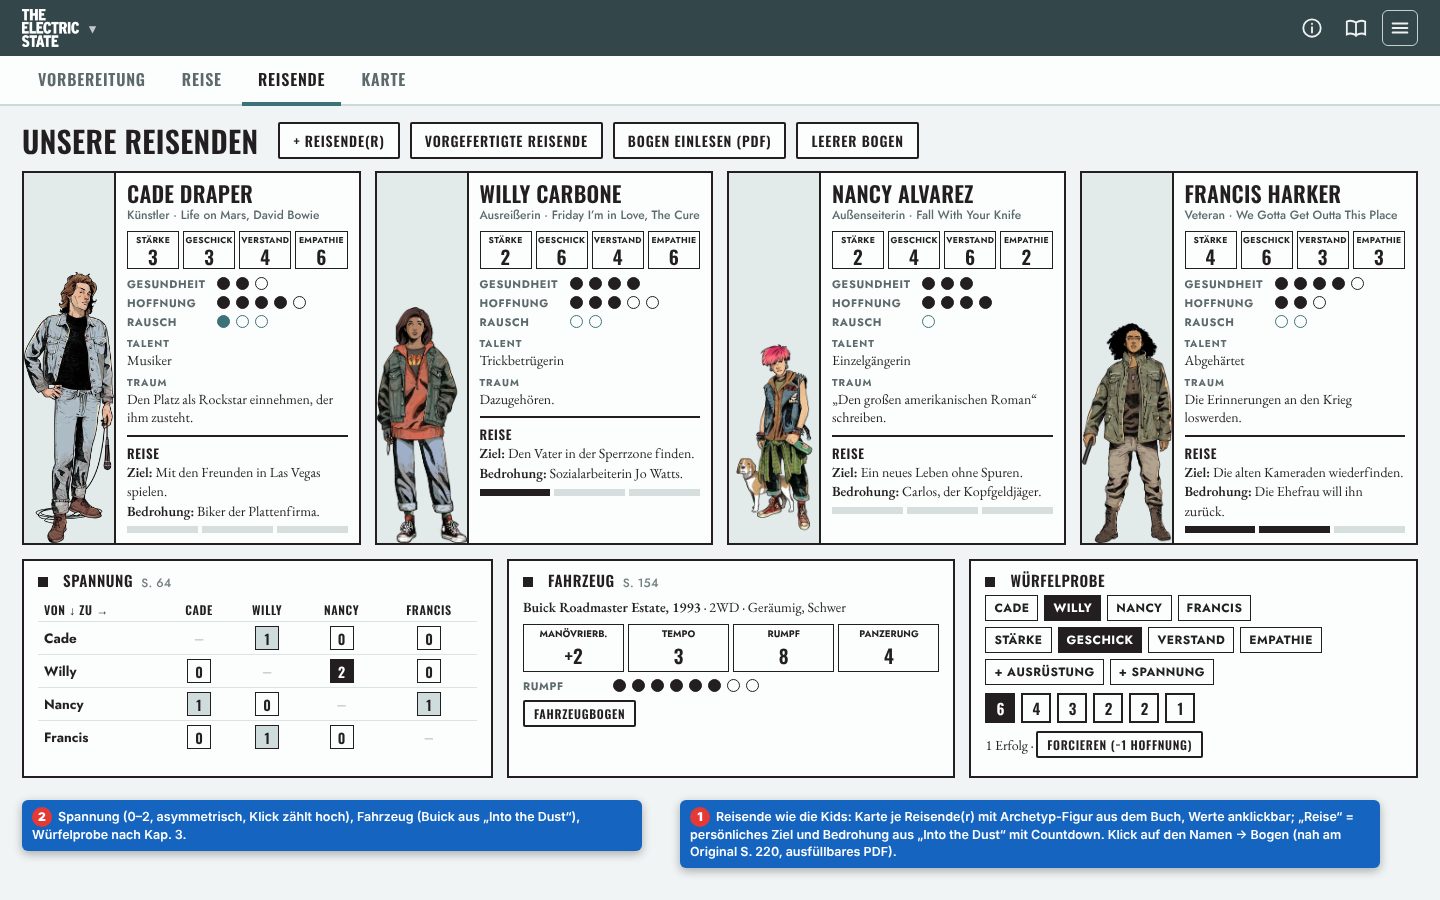 THE
ELECTRIC
STATE ▼
VORBEREITUNG REISE REISENDE KARTE
UNSERE REISENDEN + REISENDE(R) VORGEFERTIGTE REISENDE BOGEN EINLESEN (PDF) LEERER BOGEN
CADE DRAPER
Künstler · Life on Mars, David Bowie
STÄRKE GESCHICK VERSTAND EMPATHIE
3 3 4 6
GESUNDHEIT
HOFFNUNG
RAUSCH
TALENT
Musiker
TRAUM
Den Platz als Rockstar einnehmen, der
ihm zusteht.
REISE
Ziel: Mit den Freunden in Las Vegas
spielen.
Bedrohung: Biker der Plattenfirma.
WILLY CARBONE
Ausreißerin · Friday I'm in Love, The Cure
STÄRKE GESCHICK VERSTAND EMPATHIE
2 6 4 6
GESUNDHEIT
HOFFNUNG
RAUSCH
TALENT
Trickbetrügerin
TRAUM
Dazugehören.
REISE
Ziel: Den Vater in der Sperrzone finden.
Bedrohung: Sozialarbeiterin Jo Watts.
NANCY ALVAREZ
Außenseiterin · Fall With Your Knife
STÄRKE GESCHICK VERSTAND EMPATHIE
2 4 6 2
GESUNDHEIT
HOFFNUNG
RAUSCH
TALENT
Einzelgängerin
TRAUM
„Den großen amerikanischen Roman“
schreiben.
REISE
Ziel: Ein neues Leben ohne Spuren.
Bedrohung: Carlos, der Kopfgeldjäger.
FRANCIS HARKER
Veteran · We Gotta Get Outta This Place
STÄRKE GESCHICK VERSTAND EMPATHIE
4 6 3 3
GESUNDHEIT
HOFFNUNG
RAUSCH
TALENT
Abgehärtet
TRAUM
Die Erinnerungen an den Krieg
loswerden.
REISE
Ziel: Die alten Kameraden wiederfinden.
Bedrohung: Die Ehefrau will ihn
zurück.
SPANNUNG S. 64
VON ↓ ZU → CADE WILLY NANCY FRANCIS
Cade – 1 0 0
Willy 0 – 2 0
Nancy 1 0 – 1
Francis 0 1 0 –
FAHRZEUG S. 154
Buick Roadmaster Estate, 1993 · 2WD · Geräumig, Schwer
MANÖVRIERB. TEMPO RUMPF PANZERUNG
+2 3 8 4
RUMPF
FAHRZEUGBOGEN
WÜRFELPROBE
CADE WILLY NANCY FRANCIS
STÄRKE GESCHICK VERSTAND EMPATHIE
+ AUSRÜSTUNG + SPANNUNG
6 4 3 2 2 1
1 Erfolg · FORCIEREN (−1 HOFFNUNG)
2 Spannung (0–2, asymmetrisch, Klick zählt hoch), Fahrzeug (Buick aus „Into the Dust“),
Würfelprobe nach Kap. 3.
1 Reisende wie die Kids: Karte je Reisende(r) mit Archetyp-Figur aus dem Buch, Werte anklickbar; „Reise“ =
persönliches Ziel und Bedrohung aus „Into the Dust“ mit Countdown. Klick auf den Namen → Bogen (nah am
Original S. 220, ausfüllbares PDF).